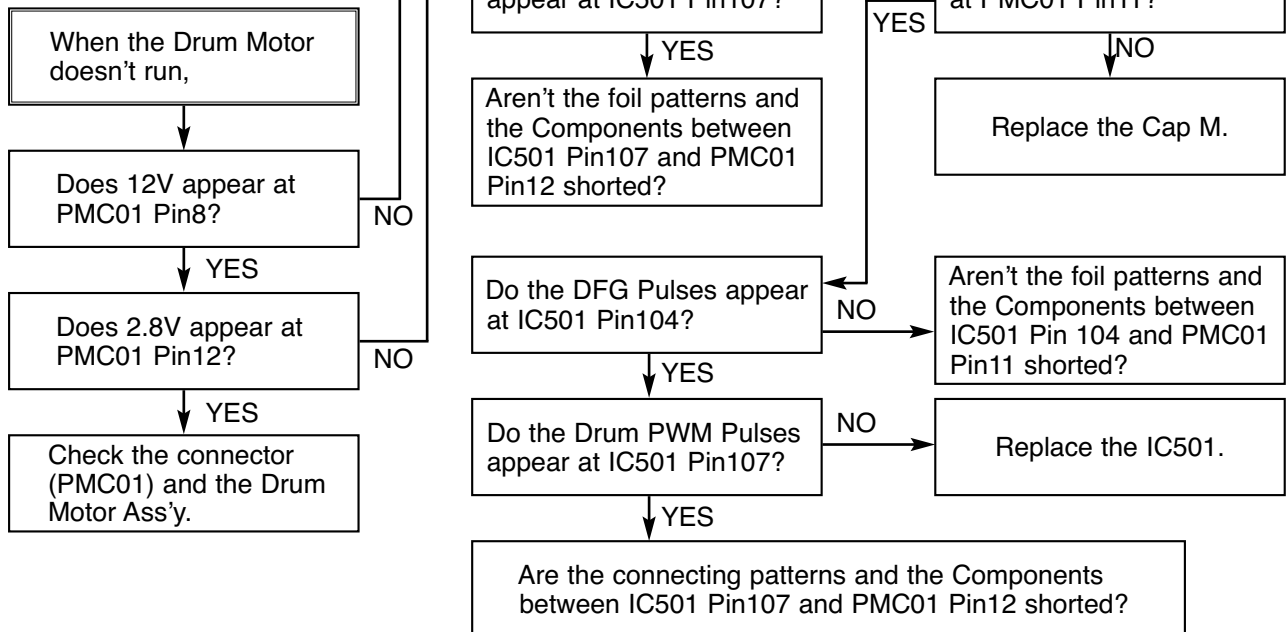 When the Drum Motor
doesn't run,
Does 12V appear at
PMC01 Pin8?
NO
YES
Does 2.8V appear at
PMC01 Pin12?
NO
YES
Check the connector
(PMC01) and the Drum
Motor Ass'y.
appear at IC501 Pin107?
YES
Aren't the foil patterns and
the Components between
IC501 Pin107 and PMC01
Pin12 shorted?
at PMC01 Pin11?
YES
NO
Replace the Cap M.
Do the DFG Pulses appear
at IC501 Pin104?
NO
Aren't the foil patterns and
the Components between
IC501 Pin 104 and PMC01
Pin11 shorted?
YES
Do the Drum PWM Pulses
appear at IC501 Pin107?
NO
Replace the IC501.
YES
Are the connecting patterns and the Components
between IC501 Pin107 and PMC01 Pin12 shorted?